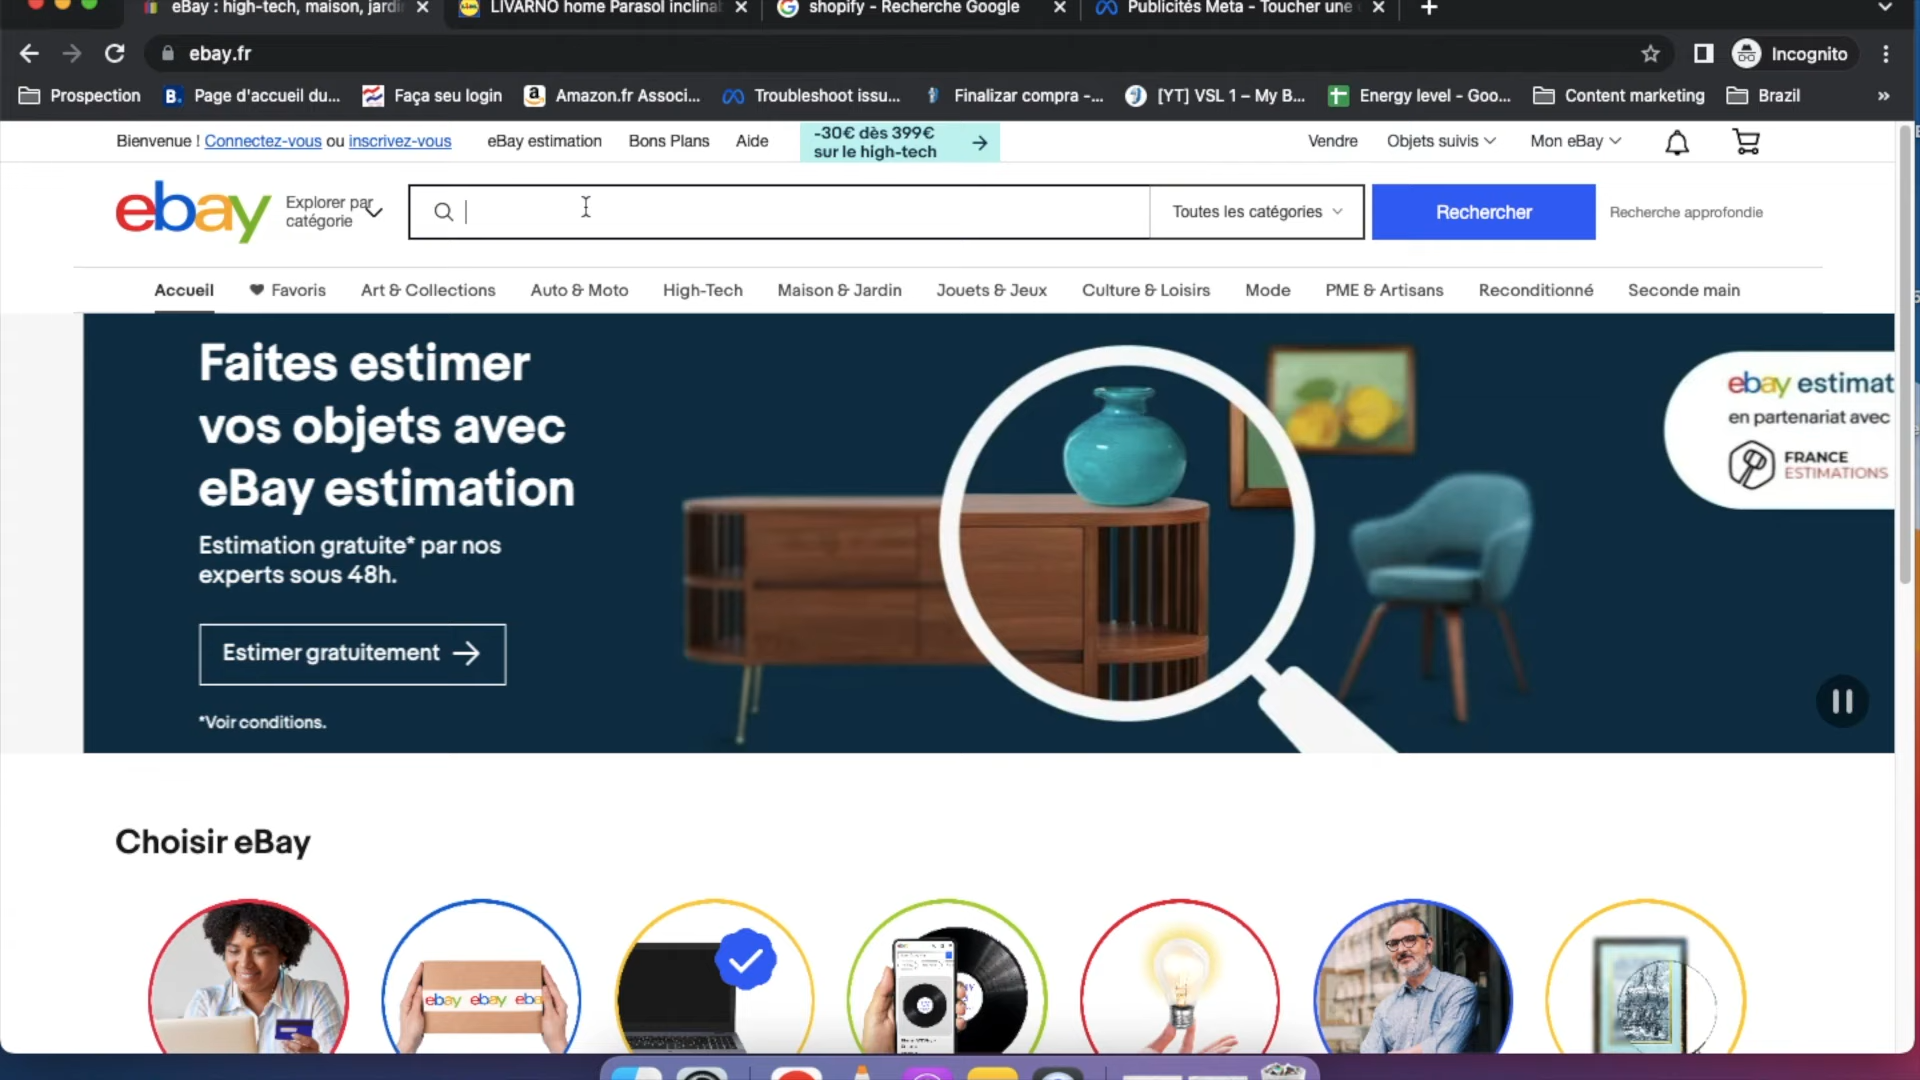 eBay : high-tech, maison, jardi
LIVARNO home Parasol inclinab
shopify - Recherche Google
Publicités Meta - Toucher une
ebay.fr
Incognito
Prospection
Page d'accueil du...
Faça seu login
Amazon.fr Associ...
Troubleshoot issu...
Finalizar compra -...
[YT] VSL 1 – My B...
Energy level - Goo...
Content marketing
Brazil
»
Bienvenue ! Connectez-vous ou inscrivez-vous
eBay estimation
Bons Plans
Aide
-30€ dès 399€
sur le high-tech
Vendre
Objets suivis
Mon eBay
ebay
Explorer par
catégorie
Toutes les catégories
Rechercher
Recherche approfondie
Accueil
Favoris
Art & Collections
Auto & Moto
High-Tech
Maison & Jardin
Jouets & Jeux
Culture & Loisirs
Mode
PME & Artisans
Reconditionné
Seconde main
Faites estimer
vos objets avec
eBay estimation
Estimation gratuite* par nos
experts sous 48h.
Estimer gratuitement
*Voir conditions.
ebay estimat
en partenariat avec
FRANCE
ESTIMATIONS
Choisir eBay
ebay ebay eba